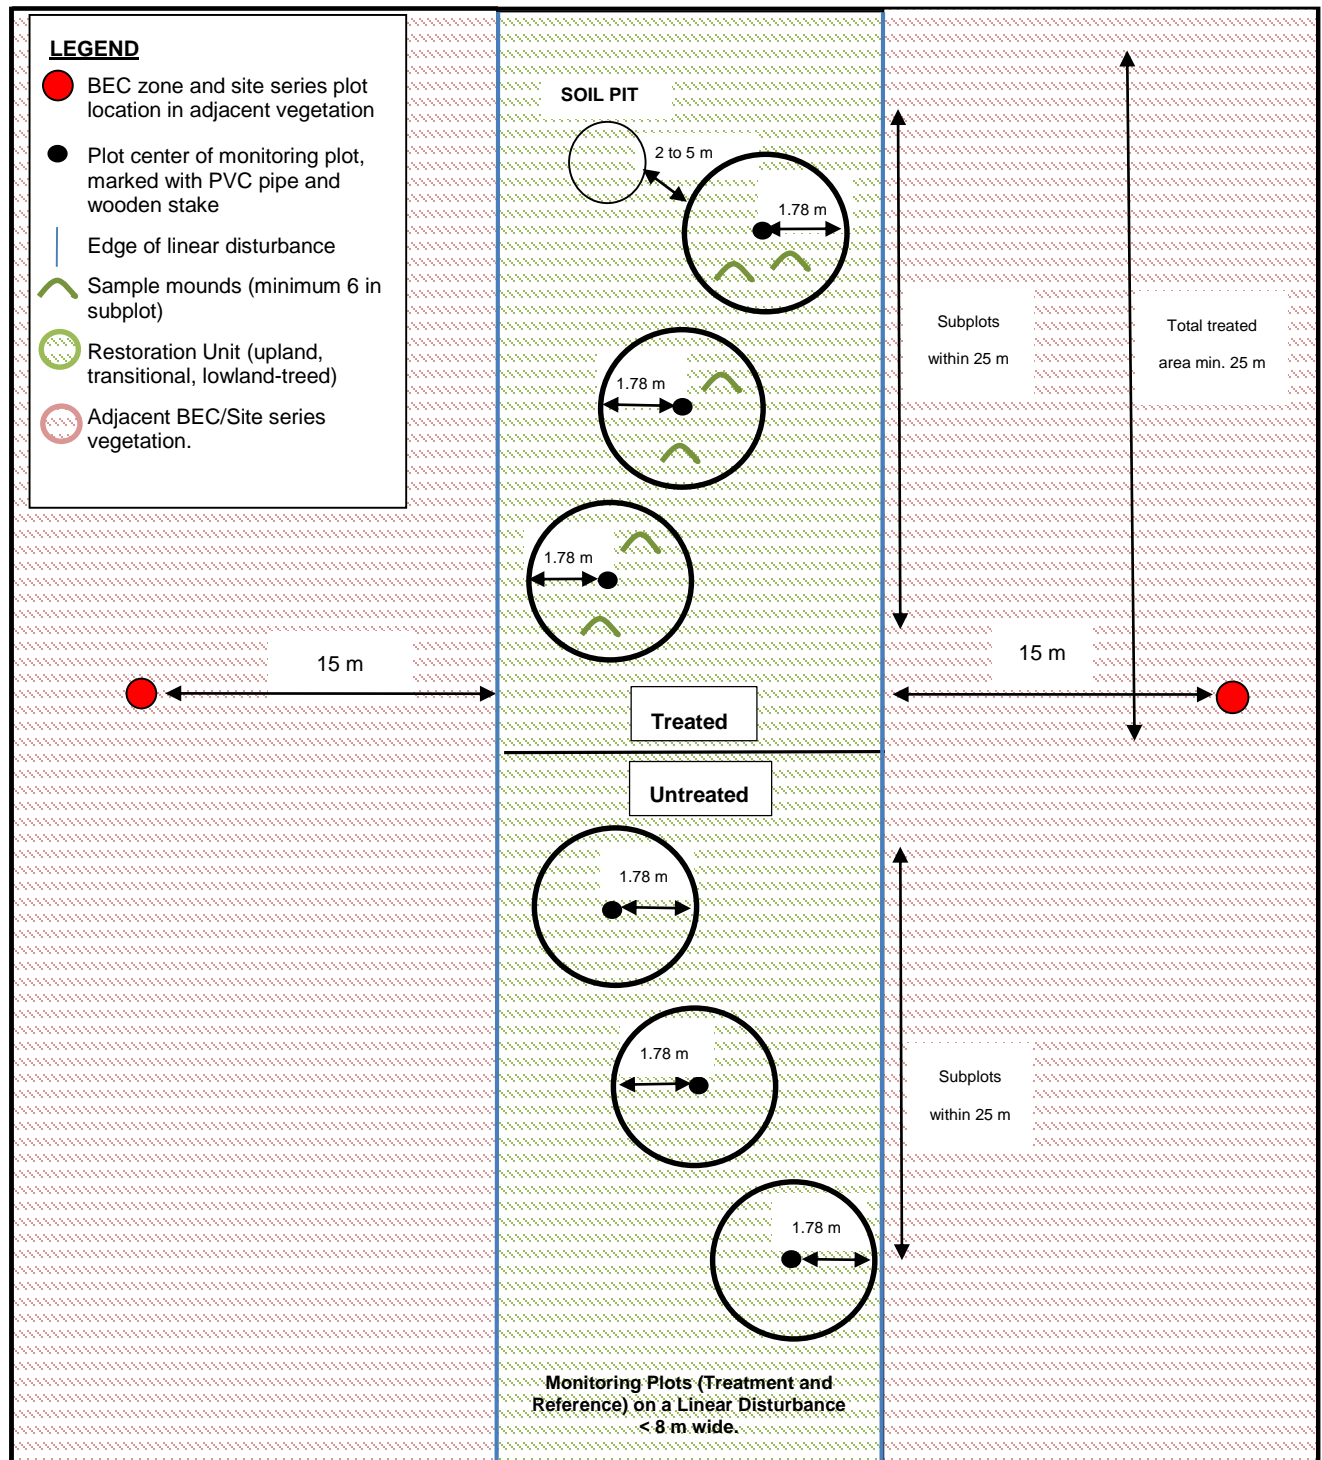 LEGEND
BEC zone and site series plot
location in adjacent vegetation
Plot center of monitoring plot,
marked with PVC pipe and
wooden stake
Edge of linear disturbance
Sample mounds (minimum 6 in
subplot)
Restoration Unit (upland,
transitional, lowland-treed)
Adjacent BEC/Site series
vegetation.
SOIL PIT
2 to 5 m
1.78 m
Subplots
within 25 m
Total treated
area min. 25 m
1.78 m
1.78 m
15 m
15 m
Treated
Untreated
1.78 m
1.78 m
Subplots
within 25 m
1.78 m
Monitoring Plots (Treatment and
Reference) on a Linear Disturbance
< 8 m wide.